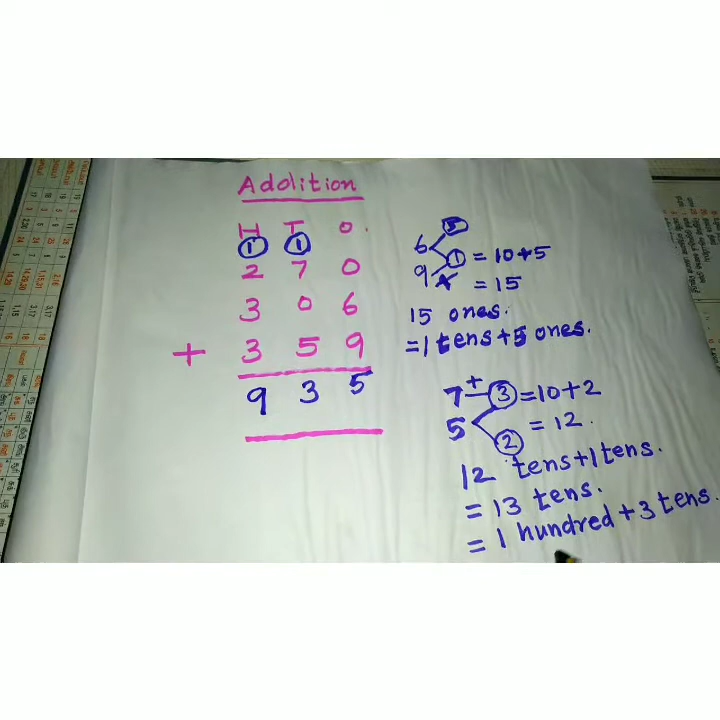 Addition
H T O.
1 1
2 7 0
3 0 6
+ 3 5 9
9 3 5
6 5
1 = 10+5
9
= 15
15 ones.
=1 tens+5 ones.
7 + 3 = 10+2
5 = 12.
2
12 tens+1 tens.
= 13 tens.
= 1 hundred + 3 tens.